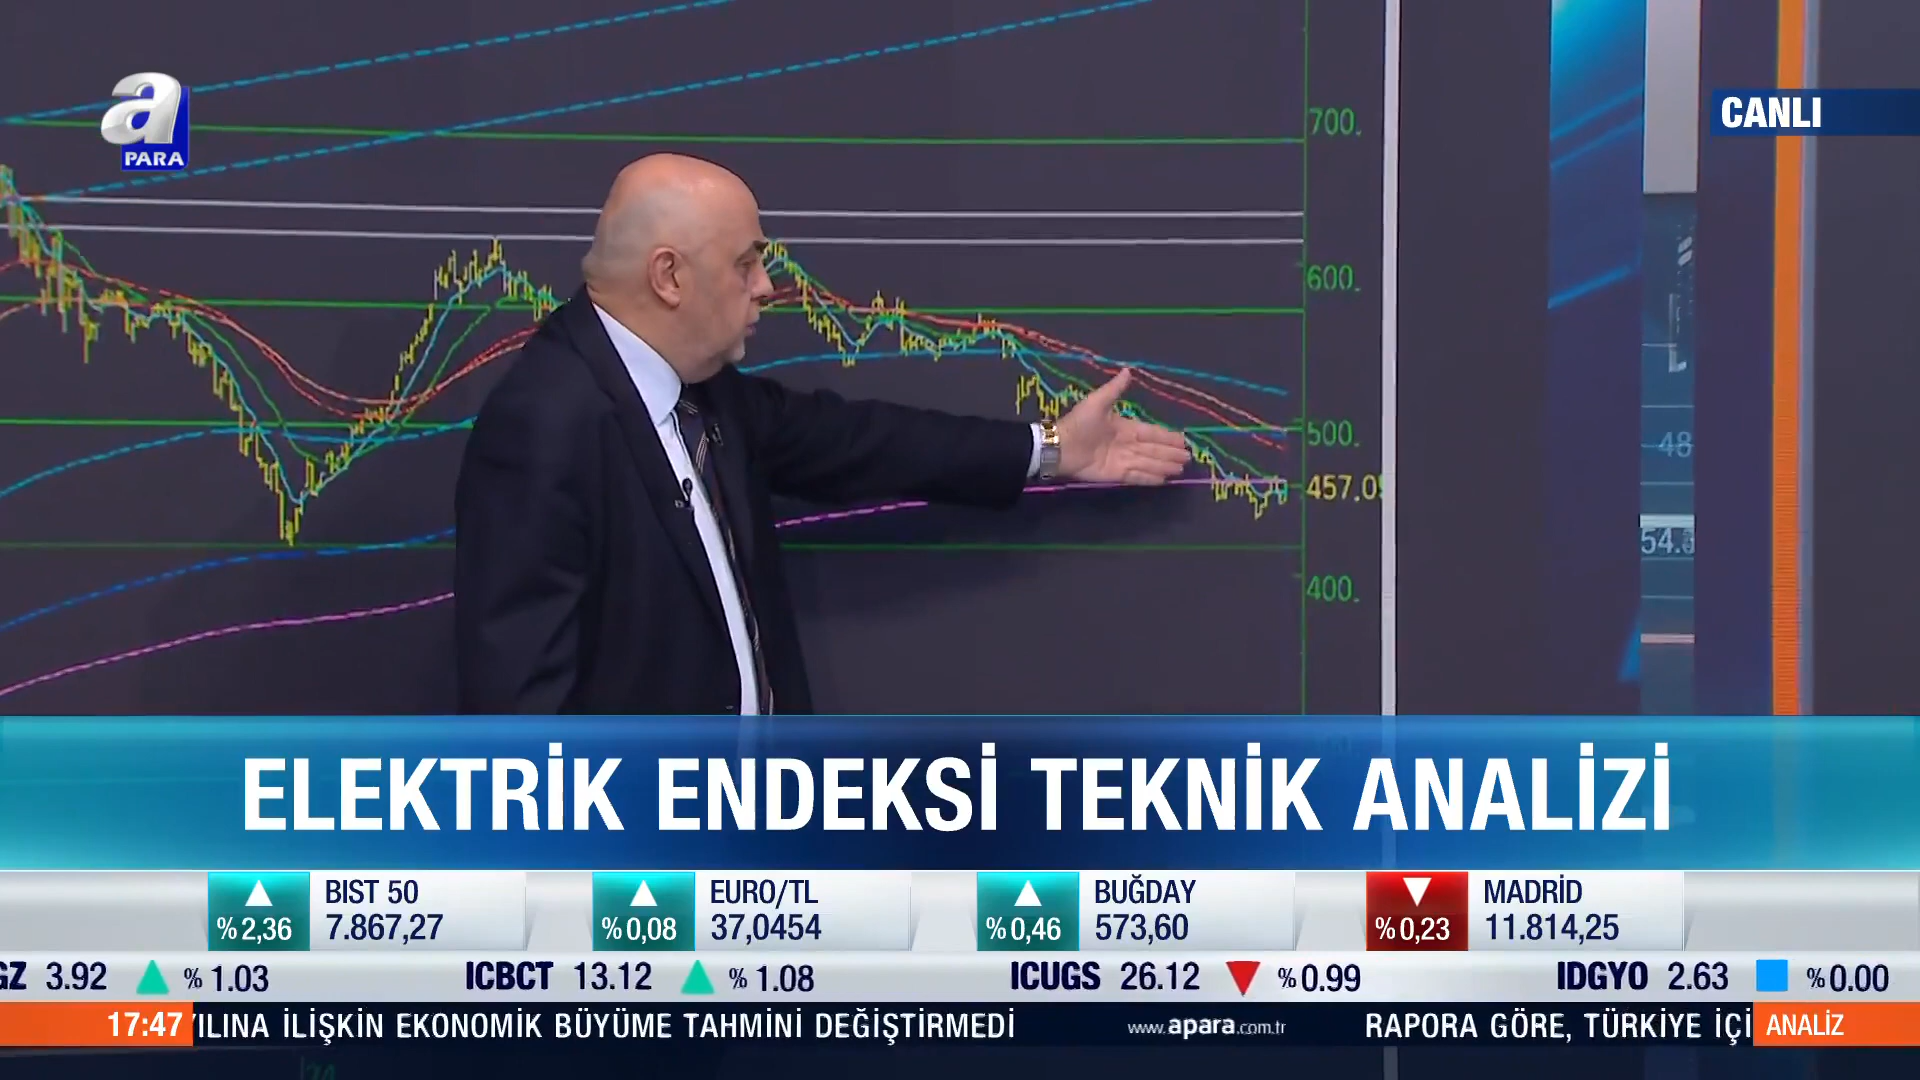 a
PARA
CANLI
700.
600.
500.
457.0
400.
48
54.
ELEKTRİK ENDEKSİ TEKNİK ANALİZİ
%2,36 BIST 50 7.867,27
%0,08 EURO/TL 37,0454
%0,46 BUĞDAY 573,60
%0,23 MADRİD 11.814,25
GZ 3.92 %1.03 ICBCT 13.12 %1.08 ICUGS 26.12 %0.99 IDGYO 2.63 %0.00
17:47 YILINA İLİŞKİN EKONOMİK BÜYÜME TAHMİNİ DEĞİŞTİRMEDİ www.apara.com.tr RAPORA GÖRE, TÜRKİYE İÇİ ANALİZ